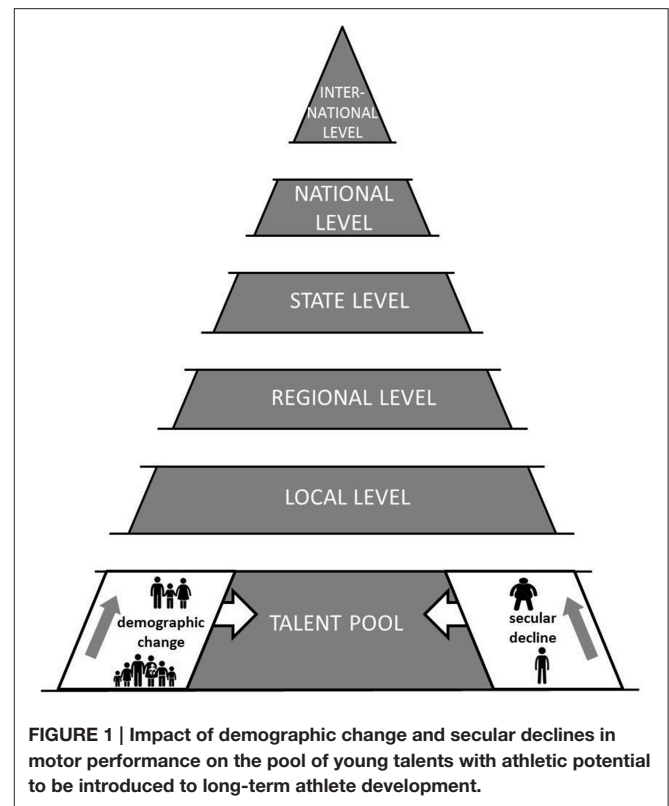 INTER-
NATIONAL
LEVEL
NATIONAL
LEVEL
STATE LEVEL
REGIONAL LEVEL
LOCAL LEVEL
demographic
change
TALENT POOL
secular
decline
FIGURE 1 | Impact of demographic change and secular declines in
motor performance on the pool of young talents with athletic potential
to be introduced to long-term athlete development.